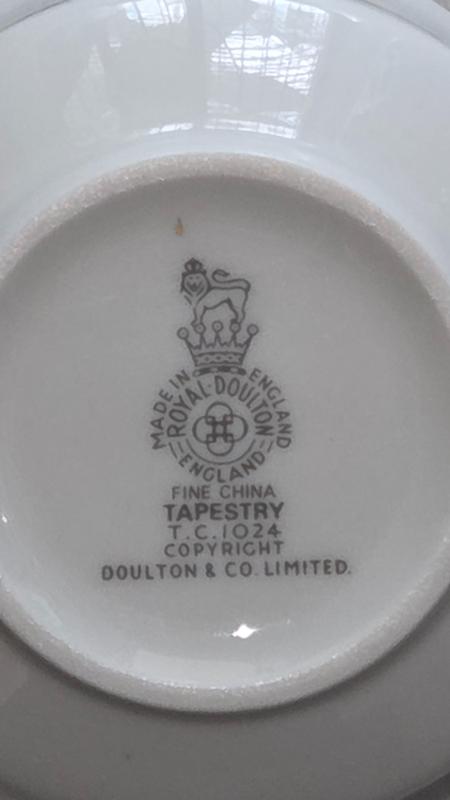 MADE IN ENGLAND
ROYAL·DOULTON
ENGLAND
FINE CHINA
TAPESTRY
T.C.1024
COPYRIGHT
DOULTON & CO. LIMITED.